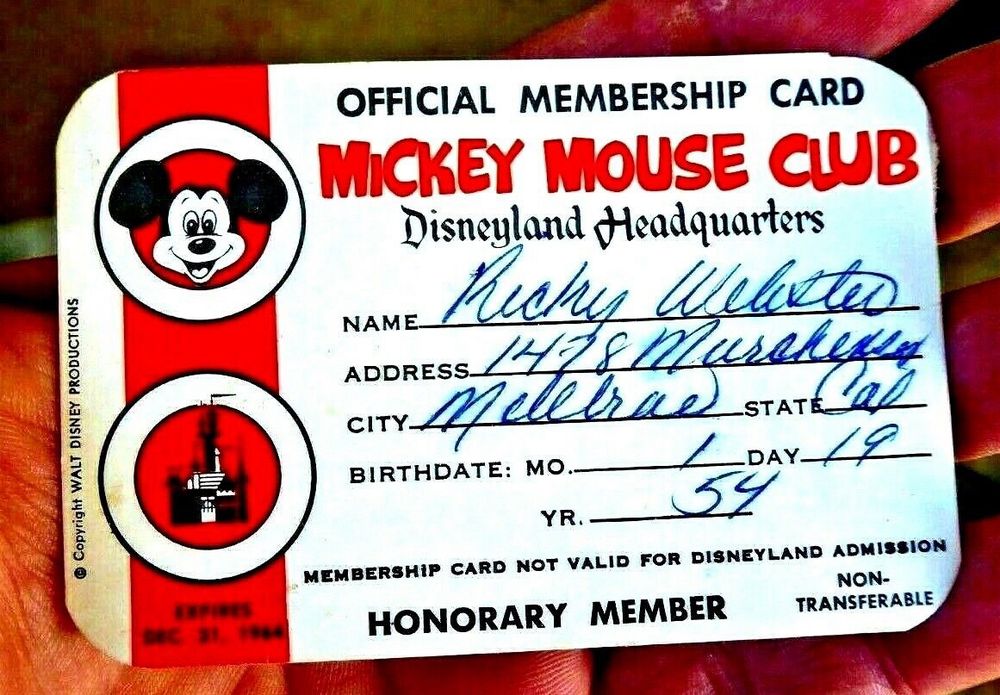 OFFICIAL MEMBERSHIP CARD
MICKEY MOUSE CLUB
Disneyland Headquarters
NAME Ricky Webster
ADDRESS 1478
CITY Millbrae STATE Cal
BIRTHDATE: MO. 1 DAY 19
YR. 54
MEMBERSHIP CARD NOT VALID FOR DISNEYLAND ADMISSION
HONORARY MEMBER
NON-
TRANSFERABLE
© Copyright WALT DISNEY PRODUCTIONS
EXPIRES
DEC. 31, 1964